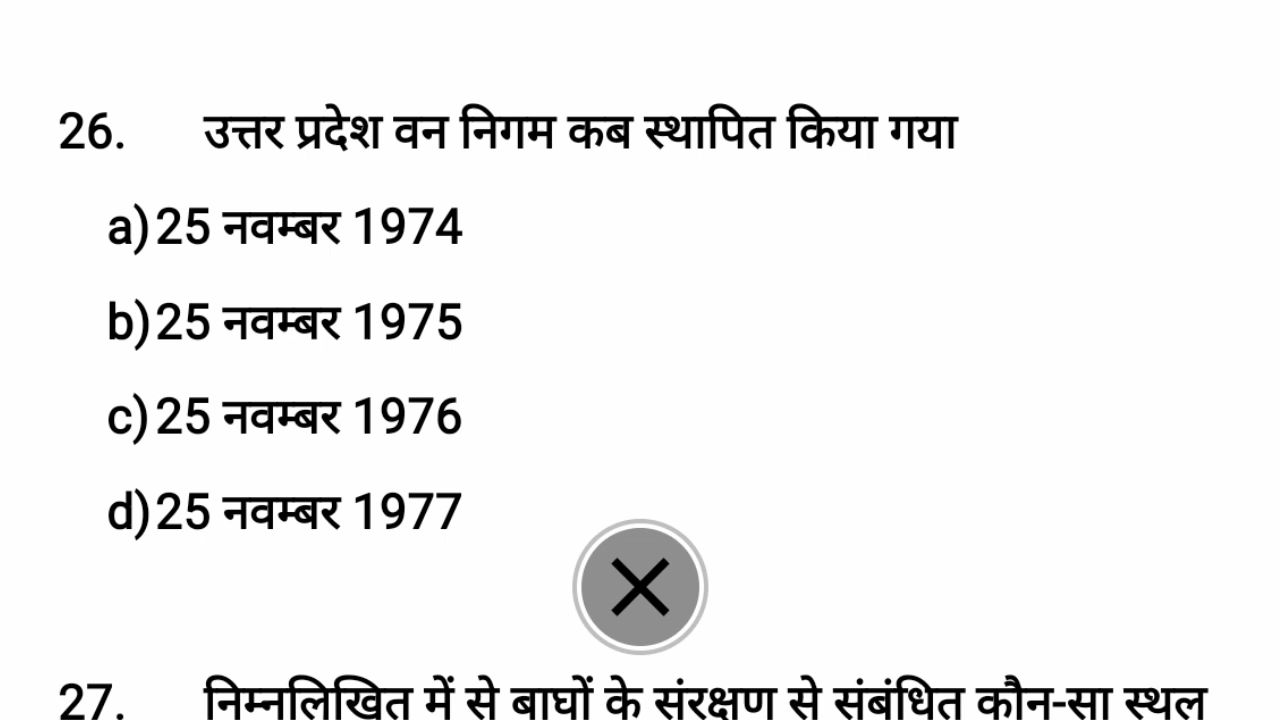 26. उत्तर प्रदेश वन निगम कब स्थापित किया गया
a) 25 नवम्बर 1974
b) 25 नवम्बर 1975
c) 25 नवम्बर 1976
d) 25 नवम्बर 1977
27. निम्नलिखित में से बाघों के संरक्षण से संबंधित कौन-सा स्थल